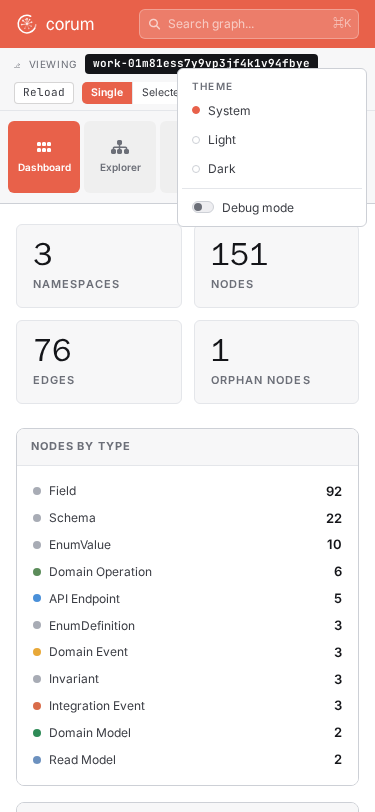 corum
Search graph...
⌘K
VIEWING
work-01m81ess7y9vp3jf4k1v94fbye
Reload
Single
Selecte
THEME
System
Light
Dark
Debug mode
Dashboard
Explorer
3
NAMESPACES
151
NODES
76
EDGES
1
ORPHAN NODES
NODES BY TYPE
Field 92
Schema 22
EnumValue 10
Domain Operation 6
API Endpoint 5
EnumDefinition 3
Domain Event 3
Invariant 3
Integration Event 3
Domain Model 2
Read Model 2